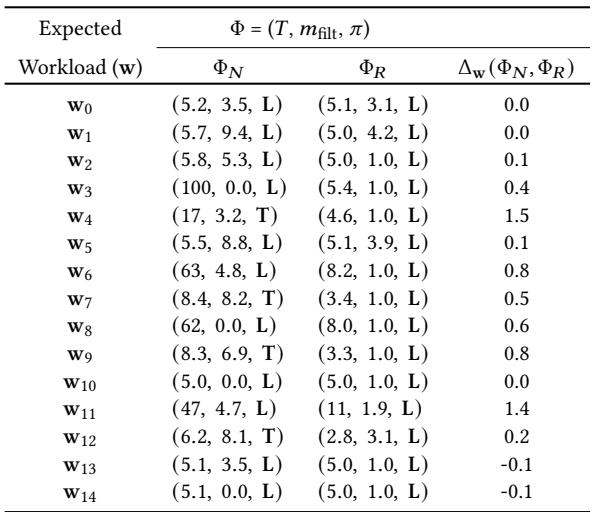 Expected Φ = (T, m_filt, π)
Workload (w) Φ_N Φ_R Δ_w(Φ_N, Φ_R)
w_0 (5.2, 3.5, L) (5.1, 3.1, L) 0.0
w_1 (5.7, 9.4, L) (5.0, 4.2, L) 0.0
w_2 (5.8, 5.3, L) (5.0, 1.0, L) 0.1
w_3 (100, 0.0, L) (5.4, 1.0, L) 0.4
w_4 (17, 3.2, T) (4.6, 1.0, L) 1.5
w_5 (5.5, 8.8, L) (5.1, 3.9, L) 0.1
w_6 (63, 4.8, L) (8.2, 1.0, L) 0.8
w_7 (8.4, 8.2, T) (3.4, 1.0, L) 0.5
w_8 (62, 0.0, L) (8.0, 1.0, L) 0.6
w_9 (8.3, 6.9, T) (3.3, 1.0, L) 0.8
w_10 (5.0, 0.0, L) (5.0, 1.0, L) 0.0
w_11 (47, 4.7, L) (11, 1.9, L) 1.4
w_12 (6.2, 8.1, T) (2.8, 3.1, L) 0.2
w_13 (5.1, 3.5, L) (5.0, 1.0, L) -0.1
w_14 (5.1, 0.0, L) (5.0, 1.0, L) -0.1